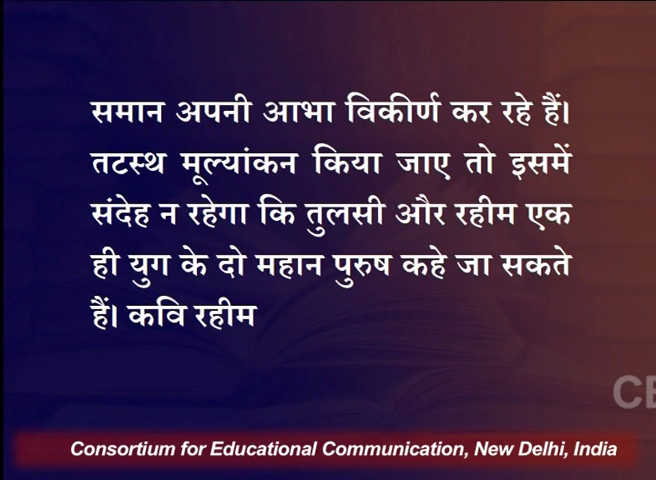 समान अपनी आभा विकीर्ण कर रहे हैं।
तटस्थ मूल्यांकन किया जाए तो इसमें
संदेह न रहेगा कि तुलसी और रहीम एक
ही युग के दो महान पुरुष कहे जा सकते
हैं। कवि रहीम
CE
Consortium for Educational Communication, New Delhi, India